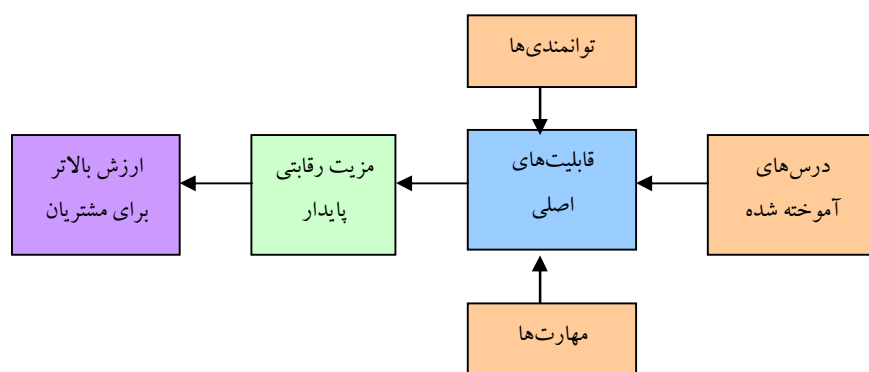 توانمندی‌ها
درس‌های
آموخته شده
قابلیت‌های
اصلی
مزیت رقابتی
پایدار
ارزش بالاتر
برای مشتریان
مهارت‌ها